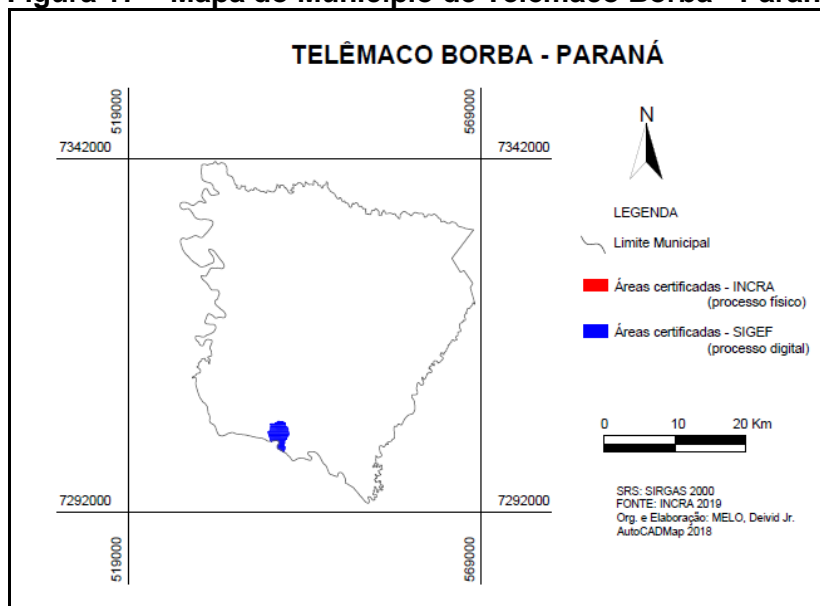 TELÊMACO BORBA - PARANÁ
519000
569000
7342000
7342000
N
LEGENDA
Limite Municipal
Áreas certificadas - INCRA
(processo físico)
Áreas certificadas - SIGEF
(processo digital)
0 10 20 Km
7292000
7292000
SRS: SIRGAS 2000
FONTE: INCRA 2019
Org. e Elaboração: MELO, Deivid Jr.
AutoCADMap 2018
519000
569000